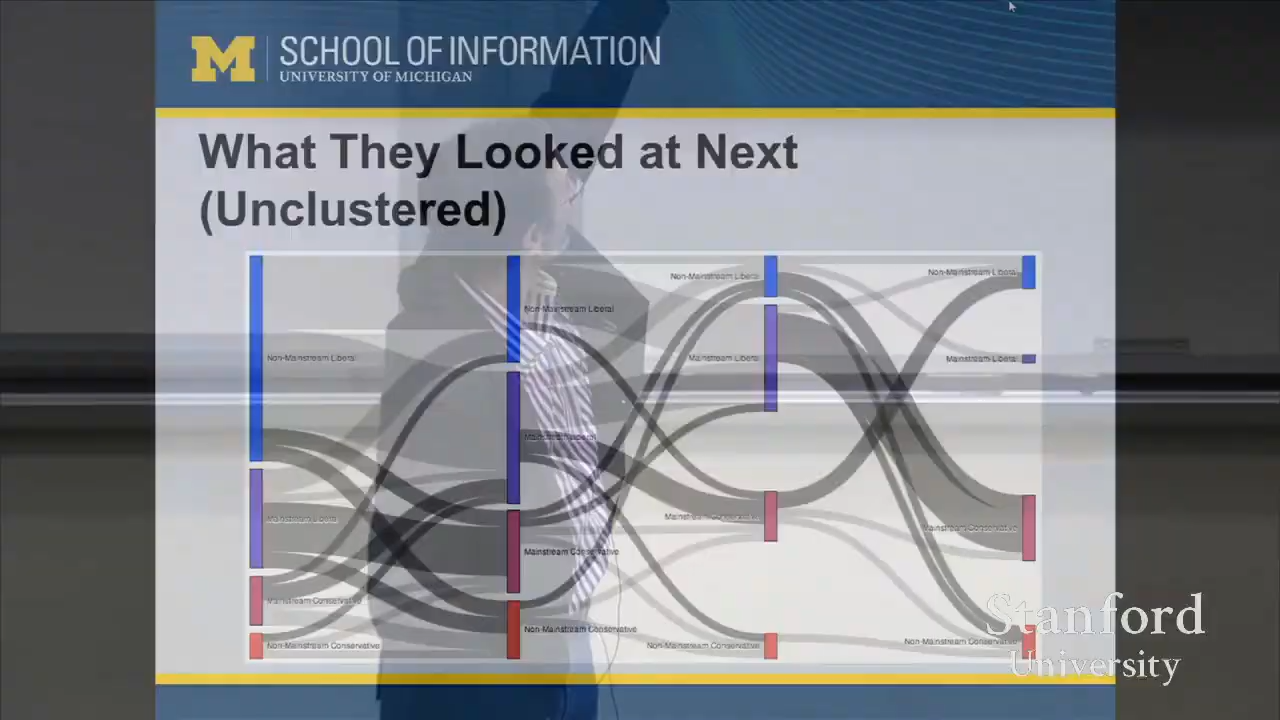 M
SCHOOL OF INFORMATION
UNIVERSITY OF MICHIGAN
What They Looked at Next
(Unclustered)
Non-Mainstream Liberal
Mainstream Liberal
Mainstream Conservative
Non-Mainstream Conservative
Non-Mainstream Liberal
Mainstream Liberal
Mainstream Conservative
Non-Mainstream Conservative
Non-Mainstream Liberal
Mainstream Liberal
Mainstream Conservative
Non-Mainstream Conservative
Non-Mainstream Liberal
Mainstream Liberal
Mainstream Conservative
Non-Mainstream Conservative
Stanford
University